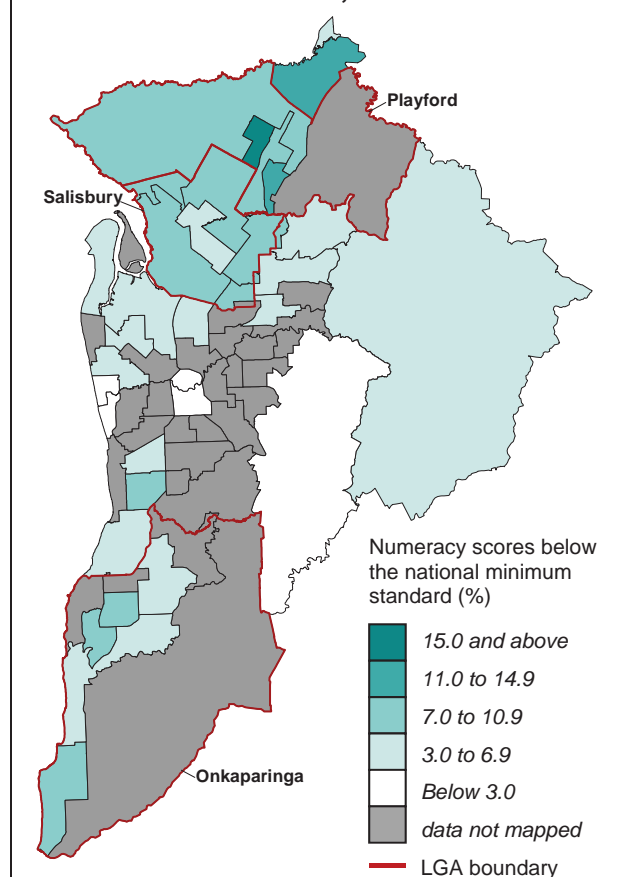 Playford
Salisbury
Numeracy scores below
the national minimum
standard (%)
15.0 and above
11.0 to 14.9
7.0 to 10.9
3.0 to 6.9
Below 3.0
data not mapped
Onkaparinga
LGA boundary